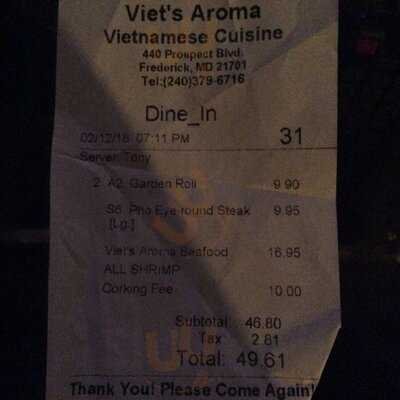 Viet's Aroma
Vietnamese Cuisine
440 Prospect Blvd.
Frederick, MD 21701
Tel:(240)379-6716
Dine_In
02/12/16 07:11 PM 31
Server: Tony
2 A2. Garden Roll 9.90
S6. Pho Eye-round Steak 9.95
[Lg.]
Viet's Aroma Seafood 16.95
ALL SHRIMP
Corking Fee 10.00
Subtotal: 46.80
Tax: 2.81
Total: 49.61
Thank You! Please Come Again!